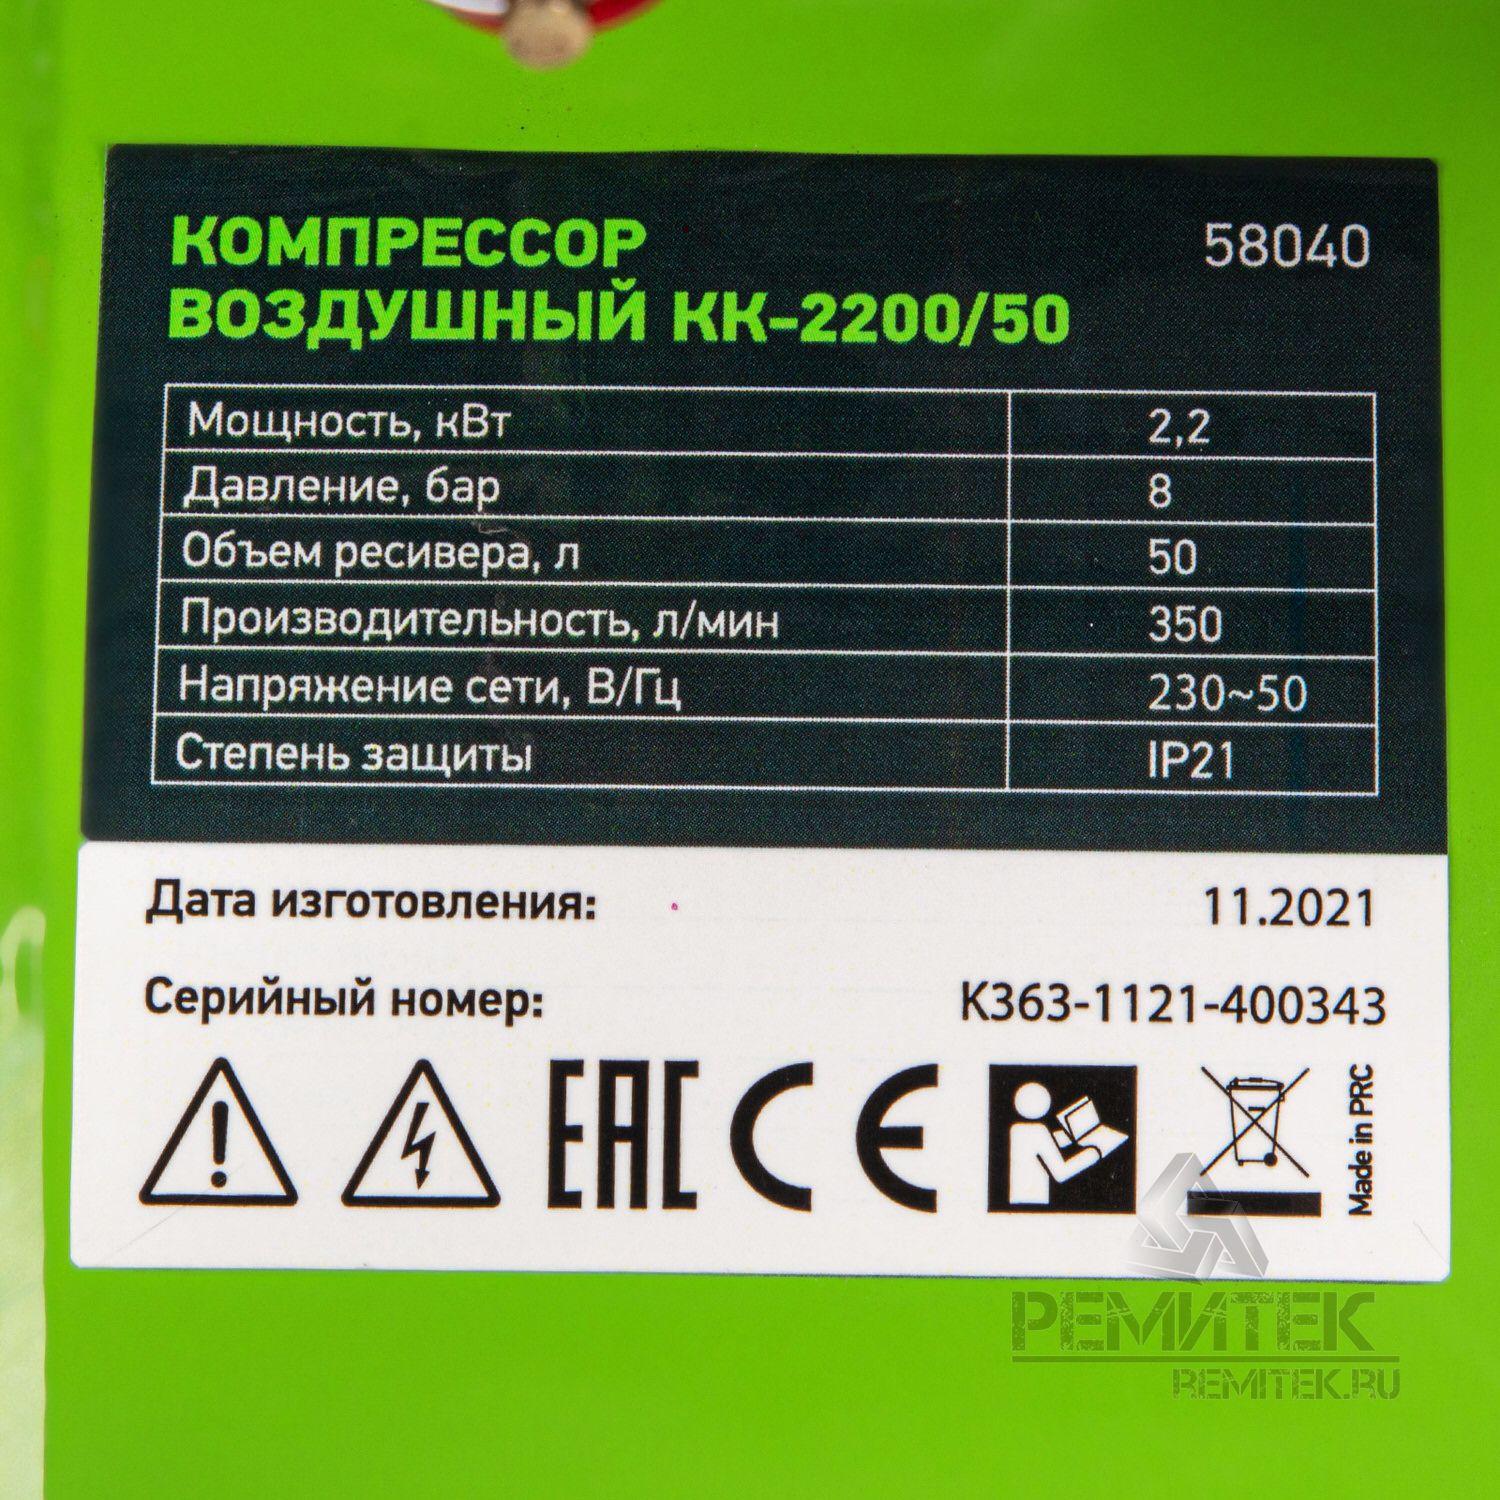 КОМПРЕССОР 58040
ВОЗДУШНЫЙ КК-2200/50
Мощность, кВт 2,2
Давление, бар 8
Объем ресивера, л 50
Производительность, л/мин 350
Напряжение сети, В/Гц 230~50
Степень защиты IP21
Дата изготовления: 11.2021
Серийный номер: K363-1121-400343
EAC CE
Made in PRC
РЕМИТЕК
REMITEK.RU